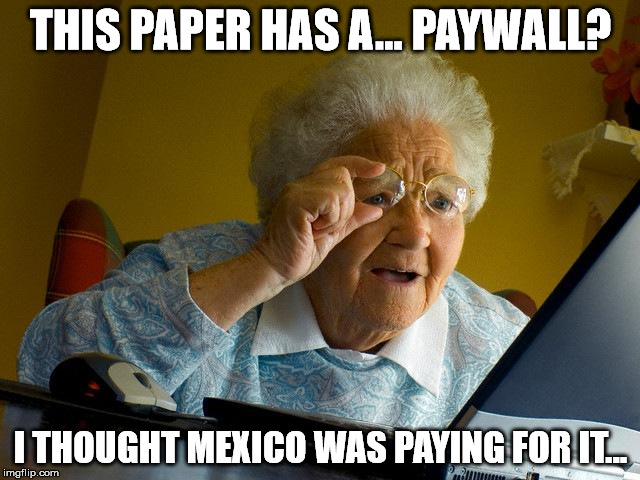 THIS PAPER HAS A... PAYWALL?
I THOUGHT MEXICO WAS PAYING FOR IT...
imgflip.com